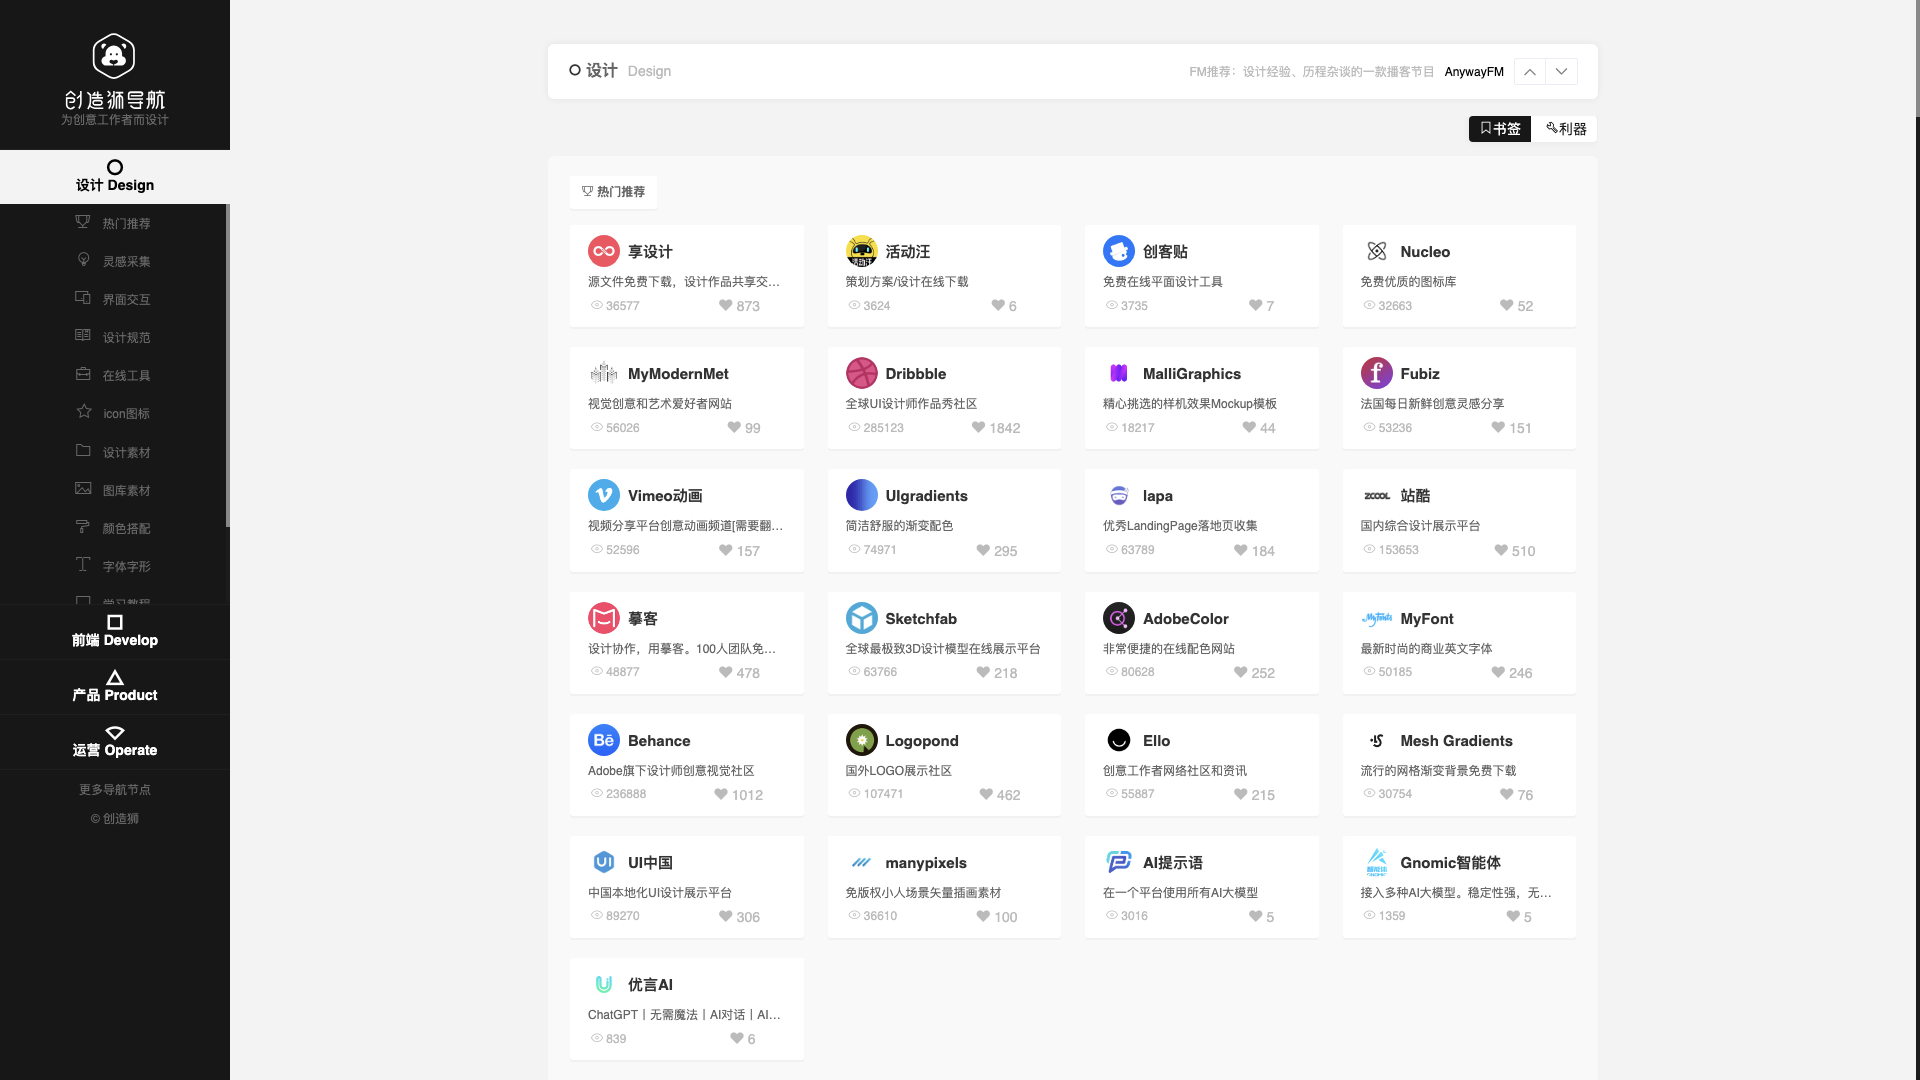 创造狮导航
为创意工作者而设计
设计 Design
热门推荐
灵感采集
界面交互
设计规范
在线工具
icon图标
设计素材
图库素材
颜色搭配
字体字形
学习教程
前端 Develop
产品 Product
运营 Operate
更多导航节点
© 创造狮
设计 Design
FM推荐：设计经验、历程杂谈的一款播客节目 AnywayFM
书签 利器
热门推荐
享设计
源文件免费下载，设计作品共享交...
36577 873
活动汪
活动汪
策划方案/设计在线下载
3624 6
创客贴
免费在线平面设计工具
3735 7
Nucleo
免费优质的图标库
32663 52
MyModernMet
视觉创意和艺术爱好者网站
56026 99
Dribbble
全球UI设计师作品秀社区
285123 1842
MalliGraphics
精心挑选的样机效果Mockup模板
18217 44
f
Fubiz
法国每日新鲜创意灵感分享
53236 151
Vimeo动画
视频分享平台创意动画频道[需要翻...
52596 157
UIgradients
简洁舒服的渐变配色
74971 295
lapa
优秀LandingPage落地页收集
63789 184
ZCOOL
站酷
国内综合设计展示平台
153653 510
摹客
设计协作，用摹客。100人团队免...
48877 478
Sketchfab
全球最极致3D设计模型在线展示平台
63766 218
AdobeColor
非常便捷的在线配色网站
80628 252
MyFonts
MyFont
最新时尚的商业英文字体
50185 246
Bē
Behance
Adobe旗下设计师创意视觉社区
236888 1012
Logopond
国外LOGO展示社区
107471 462
Ello
创意工作者网络社区和资讯
55887 215
Mesh Gradients
流行的网格渐变背景免费下载
30754 76
UI
UI中国
中国本地化UI设计展示平台
89270 306
manypixels
免版权小人场景矢量插画素材
36610 100
AI提示语
在一个平台使用所有AI大模型
3016 5
智能体
GNOMIC
Gnomic智能体
接入多种AI大模型。稳定性强，无...
1359 5
优言AI
ChatGPT丨无需魔法丨AI对话丨AI...
839 6